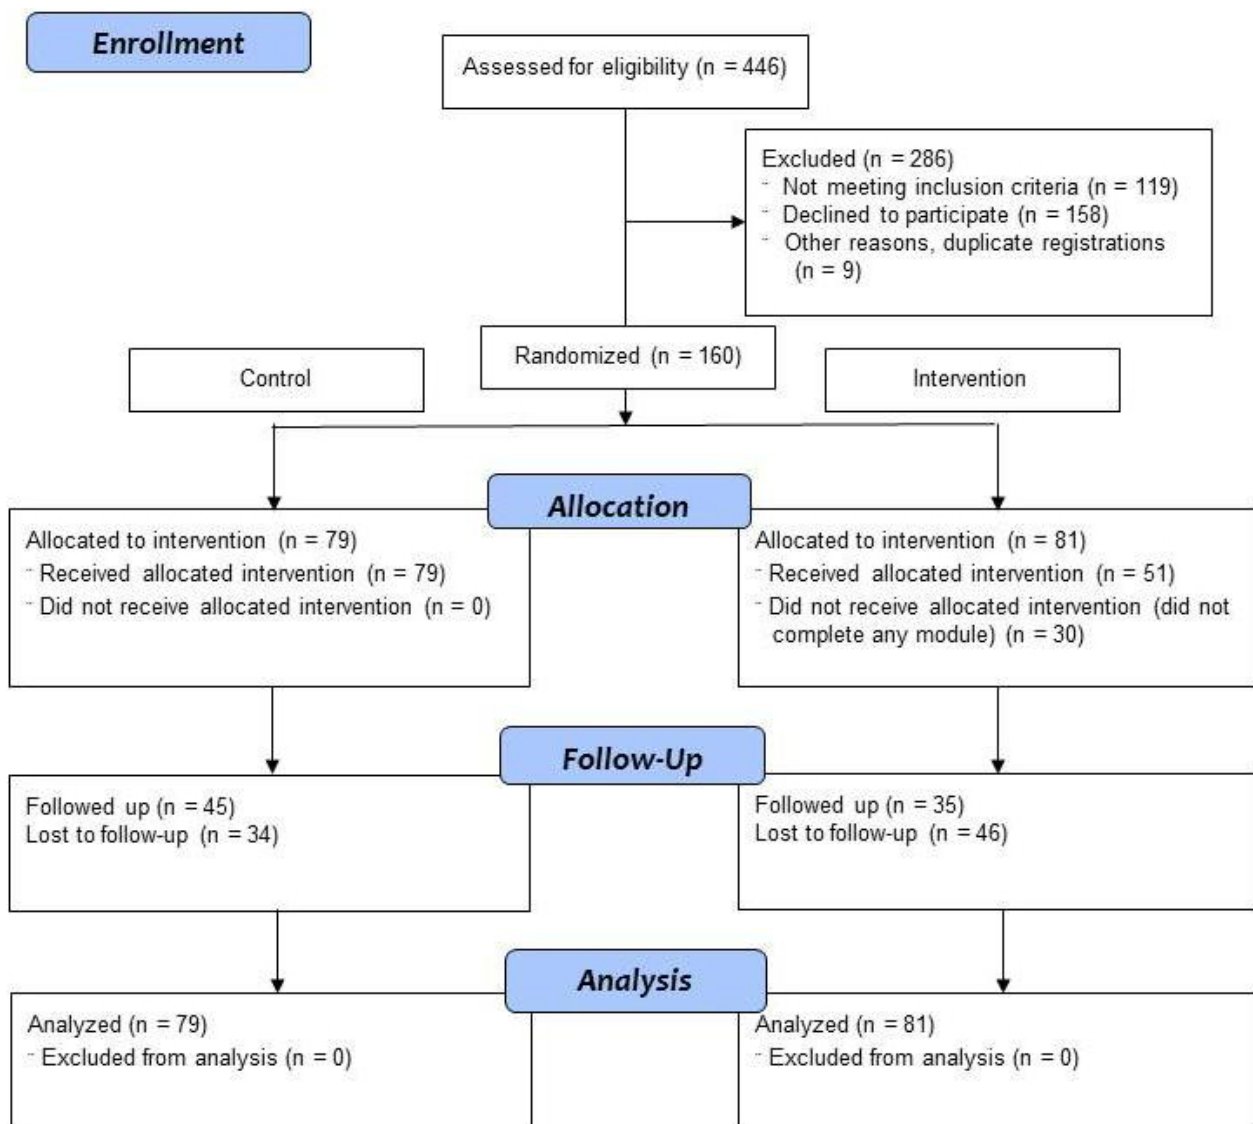 Enrollment
Assessed for eligibility (n = 446)
Excluded (n = 286)
¨ Not meeting inclusion criteria (n = 119)
¨ Declined to participate (n = 158)
¨ Other reasons, duplicate registrations
(n = 9)
Randomized (n = 160)
Control
Intervention
Allocation
Allocated to intervention (n = 79)
¨ Received allocated intervention (n = 79)
¨ Did not receive allocated intervention (n = 0)
Allocated to intervention (n = 81)
¨ Received allocated intervention (n = 51)
¨ Did not receive allocated intervention (did not
complete any module) (n = 30)
Follow-Up
Followed up (n = 45)
Lost to follow-up (n = 34)
Followed up (n = 35)
Lost to follow-up (n = 46)
Analysis
Analyzed (n = 79)
¨ Excluded from analysis (n = 0)
Analyzed (n = 81)
¨ Excluded from analysis (n = 0)